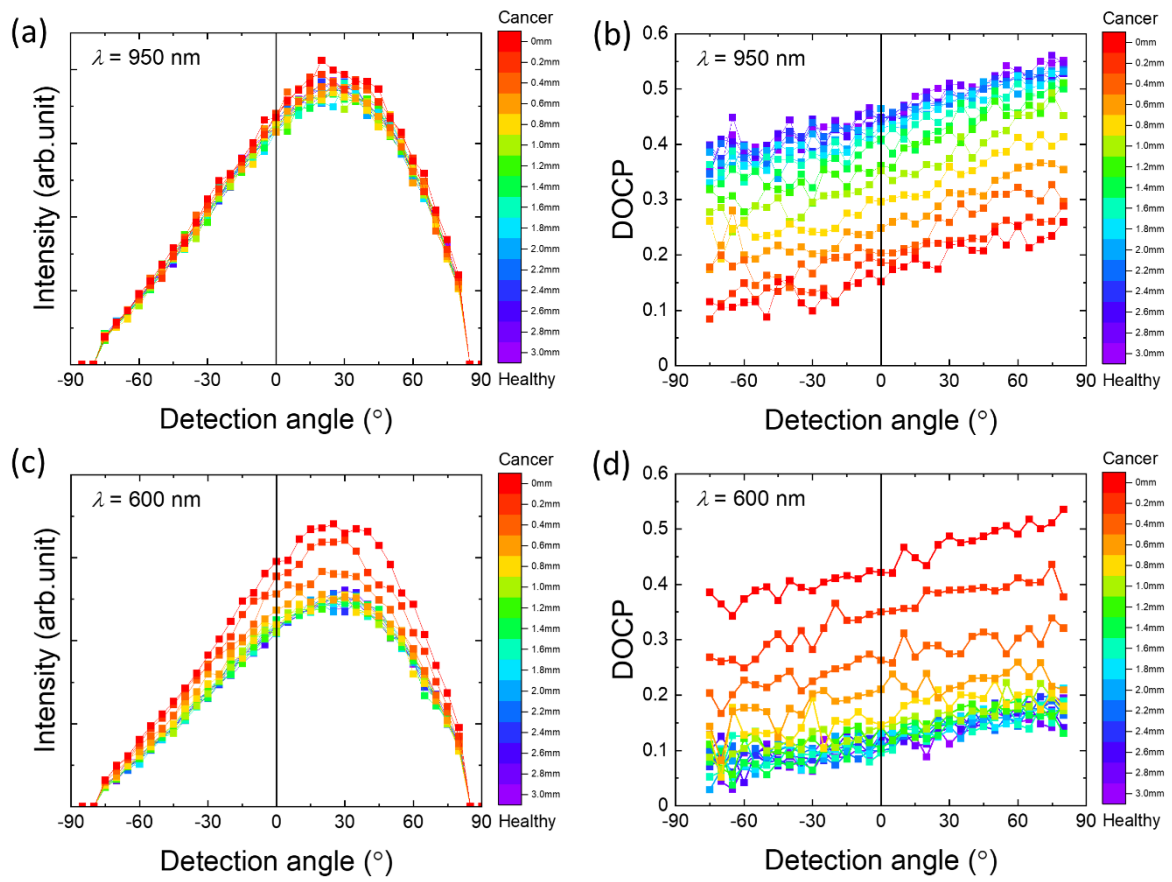 (a)
λ = 950 nm
Intensity (arb.unit)
-90 -60 -30 0 30 60 90
Detection angle (°)
Cancer
0mm
0.2mm
0.4mm
0.6mm
0.8mm
1.0mm
1.2mm
1.4mm
1.6mm
1.8mm
2.0mm
2.2mm
2.4mm
2.6mm
2.8mm
3.0mm
Healthy
(b)
λ = 950 nm
DOCP
0.6
0.5
0.4
0.3
0.2
0.1
0
-90 -60 -30 0 30 60 90
Detection angle (°)
Cancer
0mm
0.2mm
0.4mm
0.6mm
0.8mm
1.0mm
1.2mm
1.4mm
1.6mm
1.8mm
2.0mm
2.2mm
2.4mm
2.6mm
2.8mm
3.0mm
Healthy
(c)
λ = 600 nm
Intensity (arb.unit)
-90 -60 -30 0 30 60 90
Detection angle (°)
Cancer
0mm
0.2mm
0.4mm
0.6mm
0.8mm
1.0mm
1.2mm
1.4mm
1.6mm
1.8mm
2.0mm
2.2mm
2.4mm
2.6mm
2.8mm
3.0mm
Healthy
(d)
λ = 600 nm
DOCP
0.6
0.5
0.4
0.3
0.2
0.1
0
-90 -60 -30 0 30 60 90
Detection angle (°)
Cancer
0mm
0.2mm
0.4mm
0.6mm
0.8mm
1.0mm
1.2mm
1.4mm
1.6mm
1.8mm
2.0mm
2.2mm
2.4mm
2.6mm
2.8mm
3.0mm
Healthy